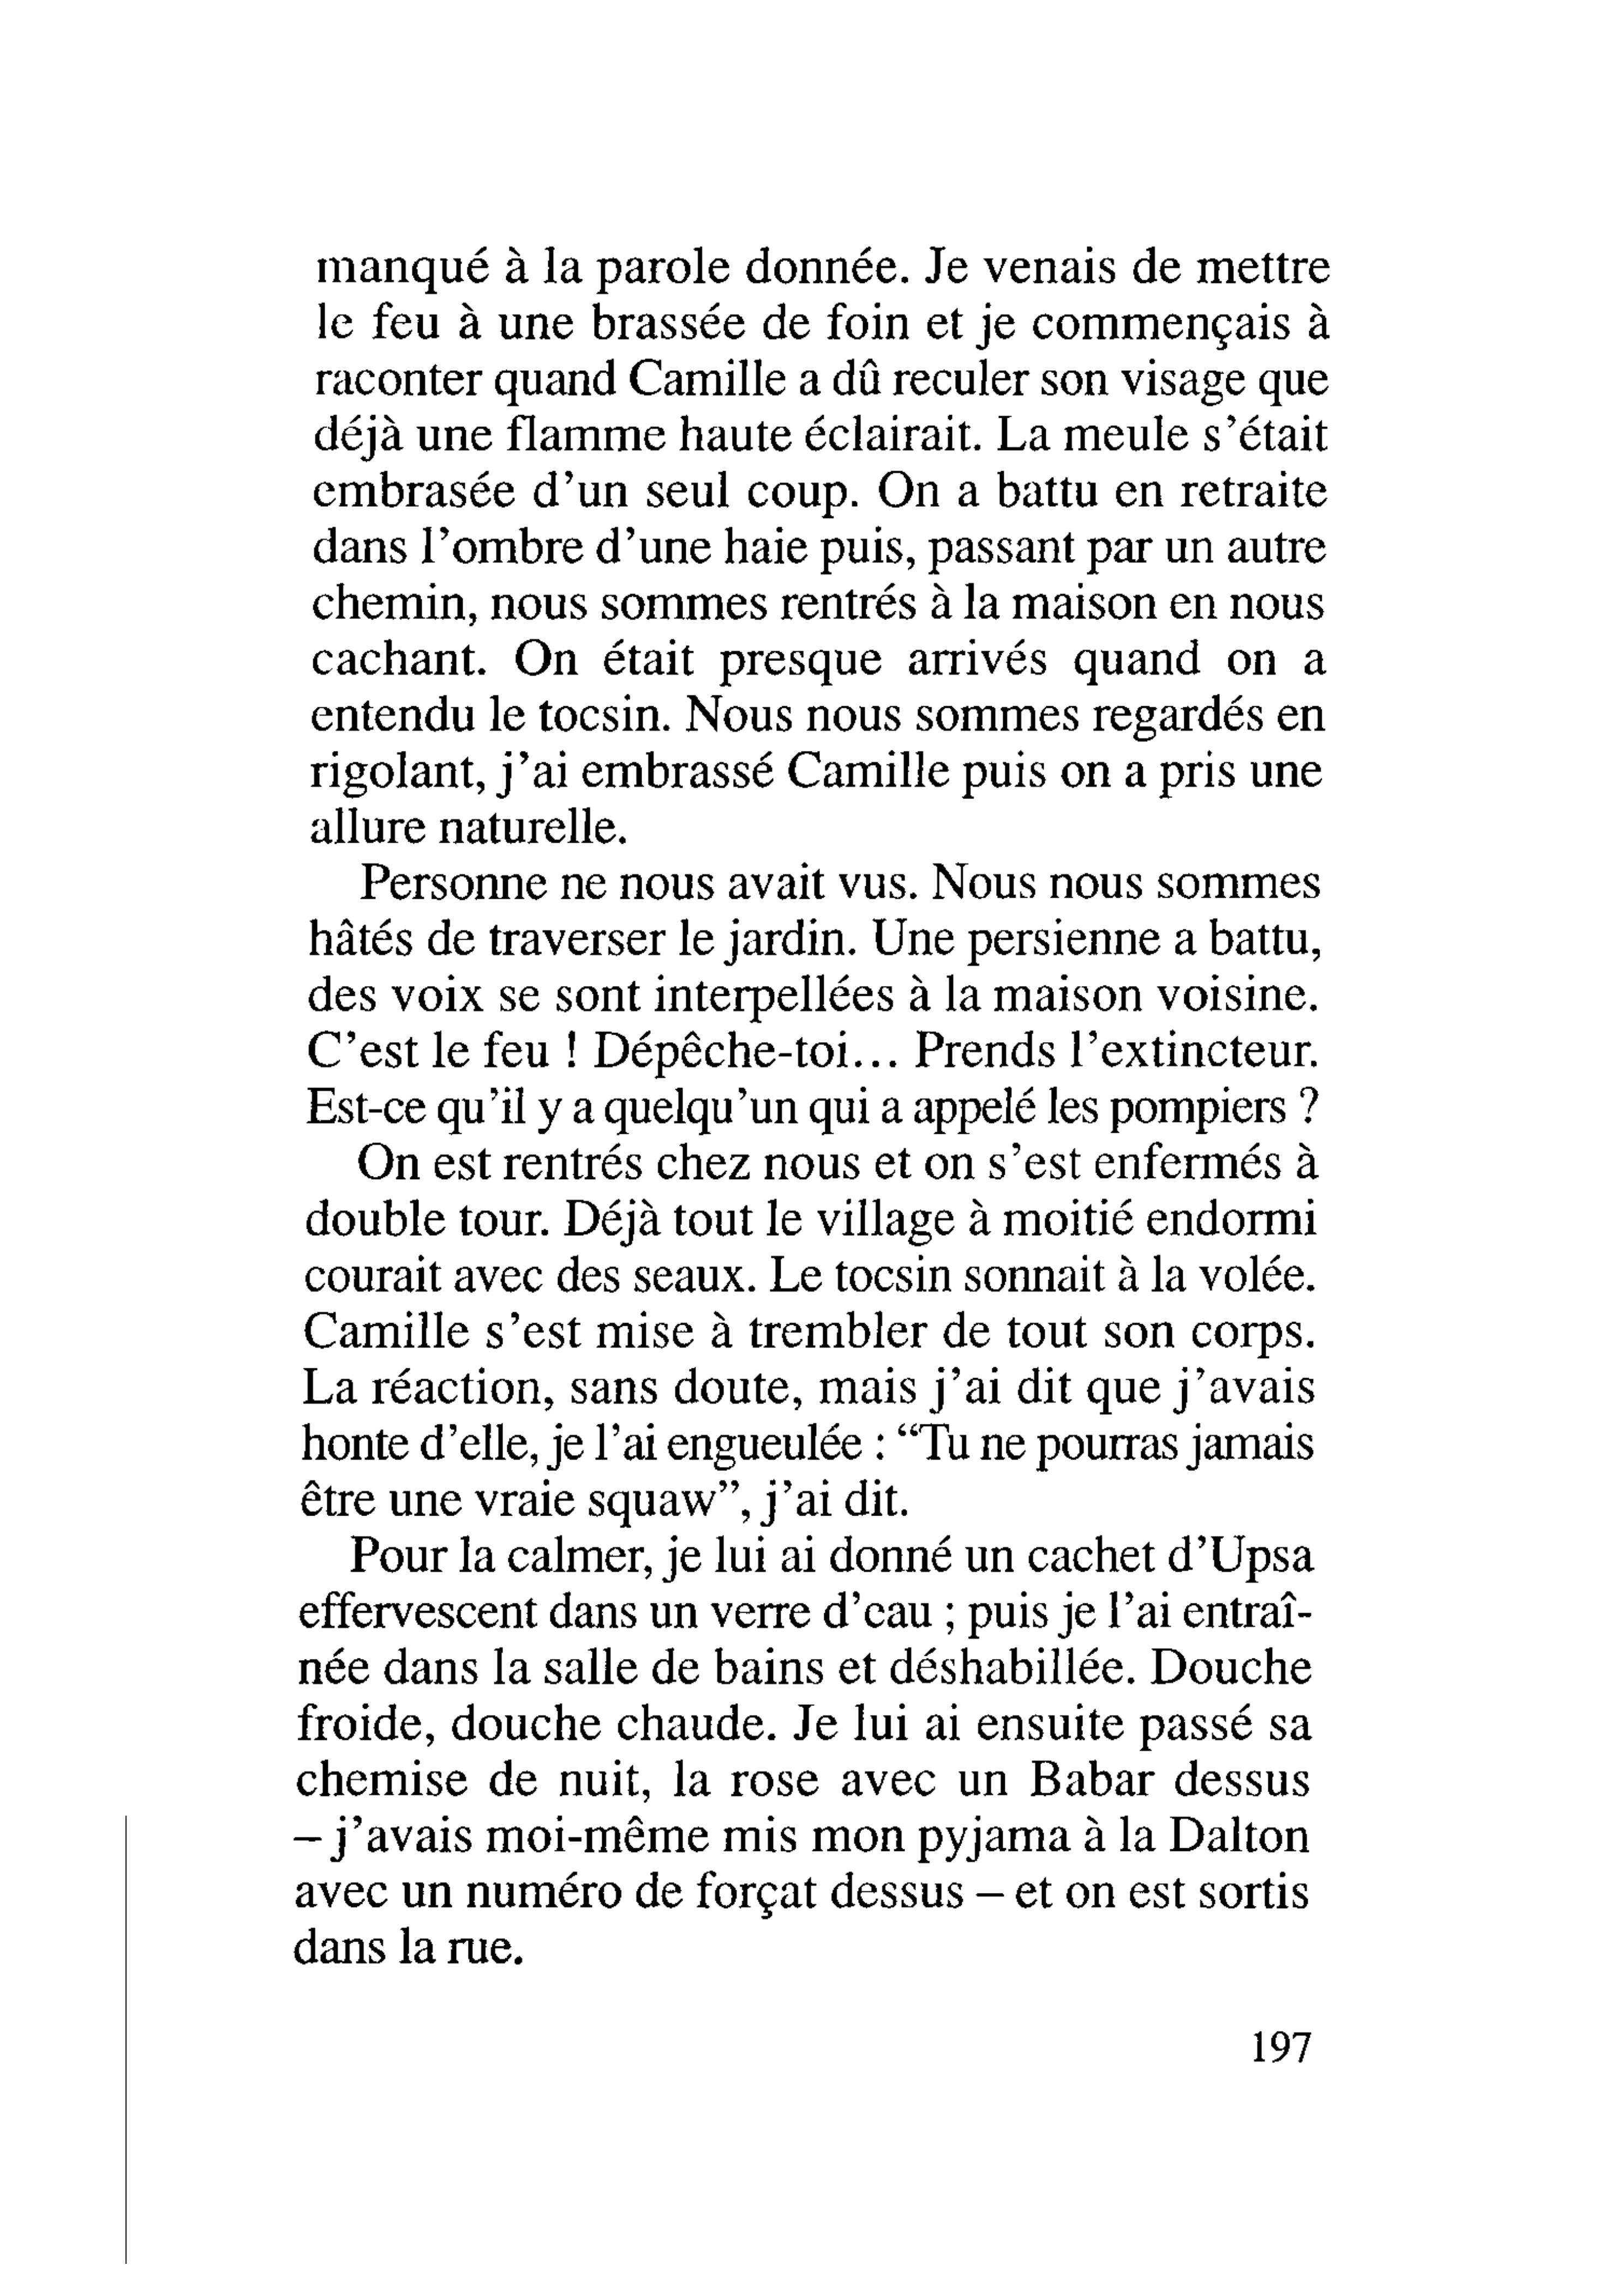 manqué à la parole donnée. Je venais de mettre
le feu à une brassée de foin et je commençais à
raconter quand Camille a dû reculer son visage que
déjà une flamme haute éclairait. La meule s’était
embrasée d’un seul coup. On a battu en retraite
dans l’ombre d’une haie puis, passant par un autre
chemin, nous sommes rentrés à la maison en nous
cachant. On était presque arrivés quand on a
entendu le tocsin. Nous nous sommes regardés en
rigolant, j’ai embrassé Camille puis on a pris une
allure naturelle.
Personne ne nous avait vus. Nous nous sommes
hâtés de traverser le jardin. Une persienne a battu,
des voix se sont interpellées à la maison voisine.
C’est le feu ! Dépêche-toi... Prends l’extincteur.
Est-ce qu’il y a quelqu’un qui a appelé les pompiers ?
On est rentrés chez nous et on s’est enfermés à
double tour. Déjà tout le village à moitié endormi
courait avec des seaux. Le tocsin sonnait à la volée.
Camille s’est mise à trembler de tout son corps.
La réaction, sans doute, mais j’ai dit que j’avais
honte d’elle, je l’ai engueulée : “Tu ne pourras jamais
être une vraie squaw”, j’ai dit.
Pour la calmer, je lui ai donné un cachet d’Upsa
effervescent dans un verre d’eau ; puis je l’ai entraî-
née dans la salle de bains et déshabillée. Douche
froide, douche chaude. Je lui ai ensuite passé sa
chemise de nuit, la rose avec un Babar dessus
– j’avais moi-même mis mon pyjama à la Dalton
avec un numéro de forçat dessus – et on est sortis
dans la rue.
197